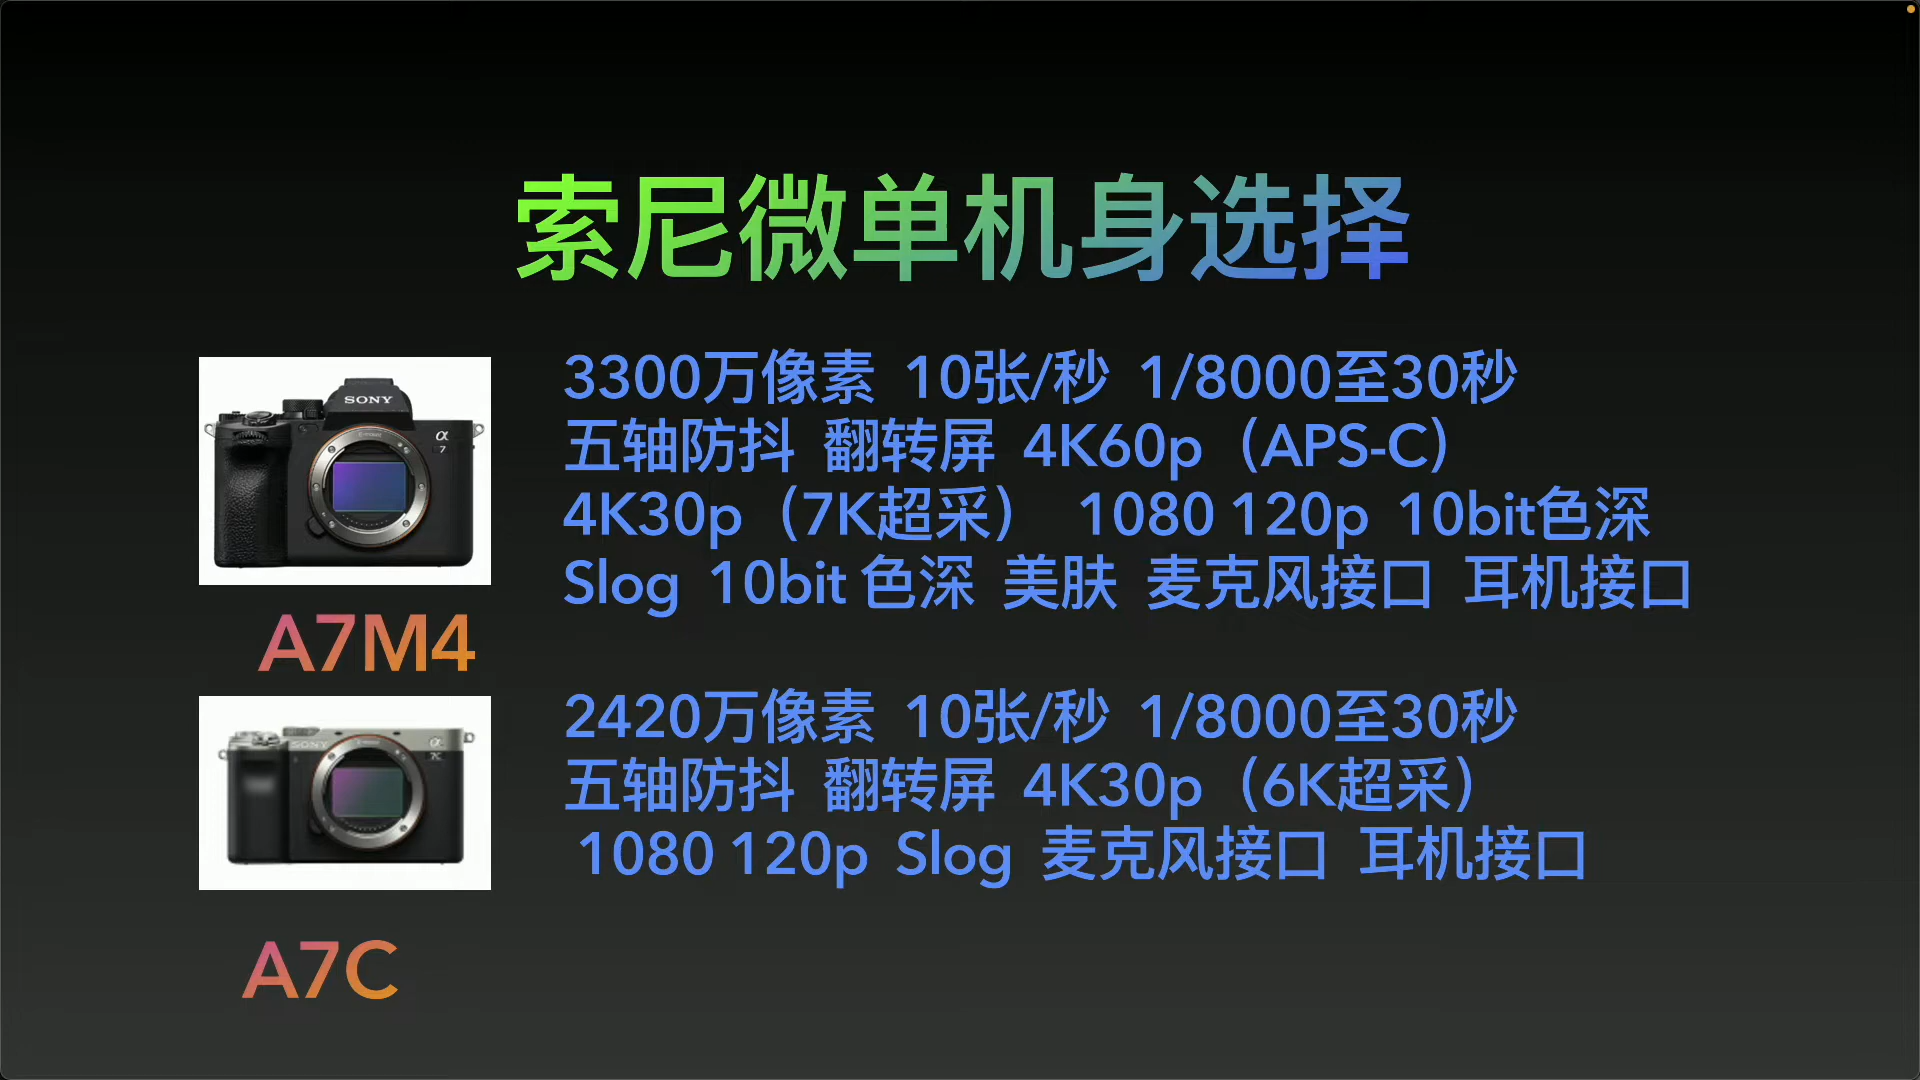 索尼微单机身选择
SONY
α
7
3300万像素 10张/秒 1/8000至30秒
五轴防抖 翻转屏 4K60p（APS-C）
4K30p（7K超采） 1080 120p 10bit色深
Slog 10bit 色深 美肤 麦克风接口 耳机接口
A7M4
SONY
α
7C
2420万像素 10张/秒 1/8000至30秒
五轴防抖 翻转屏 4K30p（6K超采）
1080 120p Slog 麦克风接口 耳机接口
A7C